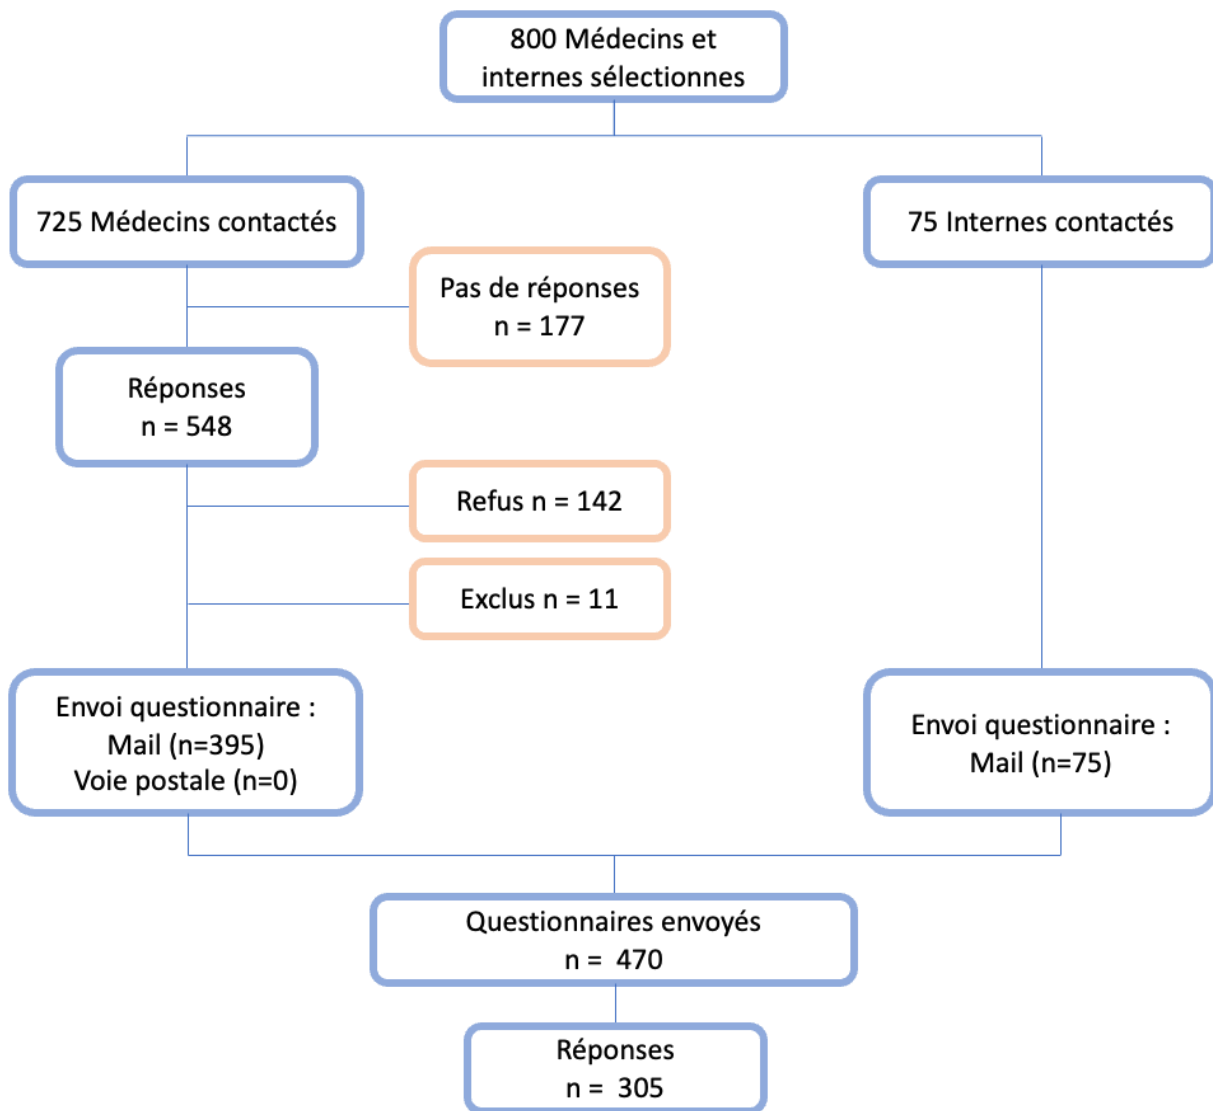 800 Médecins et
internes sélectionnes
725 Médecins contactés
75 Internes contactés
Pas de réponses
n = 177
Réponses
n = 548
Refus n = 142
Exclus n = 11
Envoi questionnaire :
Mail (n=395)
Voie postale (n=0)
Envoi questionnaire :
Mail (n=75)
Questionnaires envoyés
n = 470
Réponses
n = 305